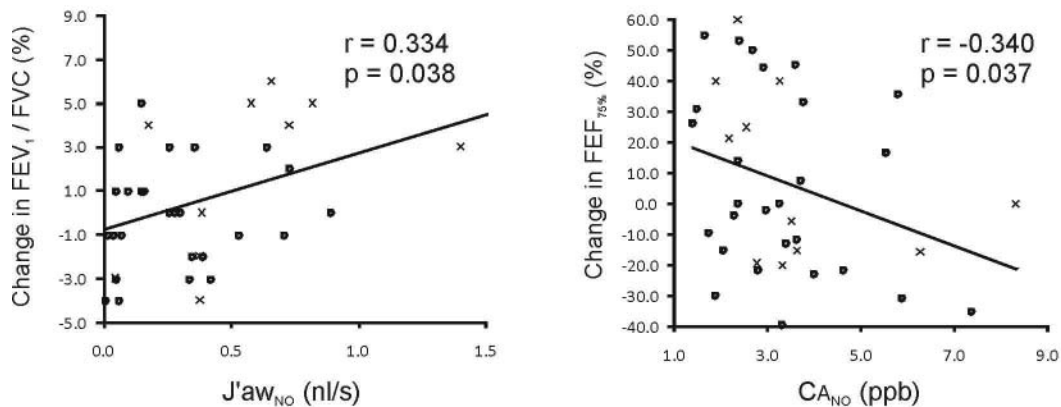 Change in FEV1 / FVC (%)
9.0
7.0
5.0
3.0
1.0
-1.0
-3.0
-5.0
r = 0.334
p = 0.038
0.0 0.5 1.0 1.5
J'awNO (nl/s)
Change in FEF75% (%)
60.0
50.0
40.0
30.0
20.0
10.0
0.0
-10.0
-20.0
-30.0
-40.0
r = -0.340
p = 0.037
1.0 3.0 5.0 7.0 9.0
CANO (ppb)